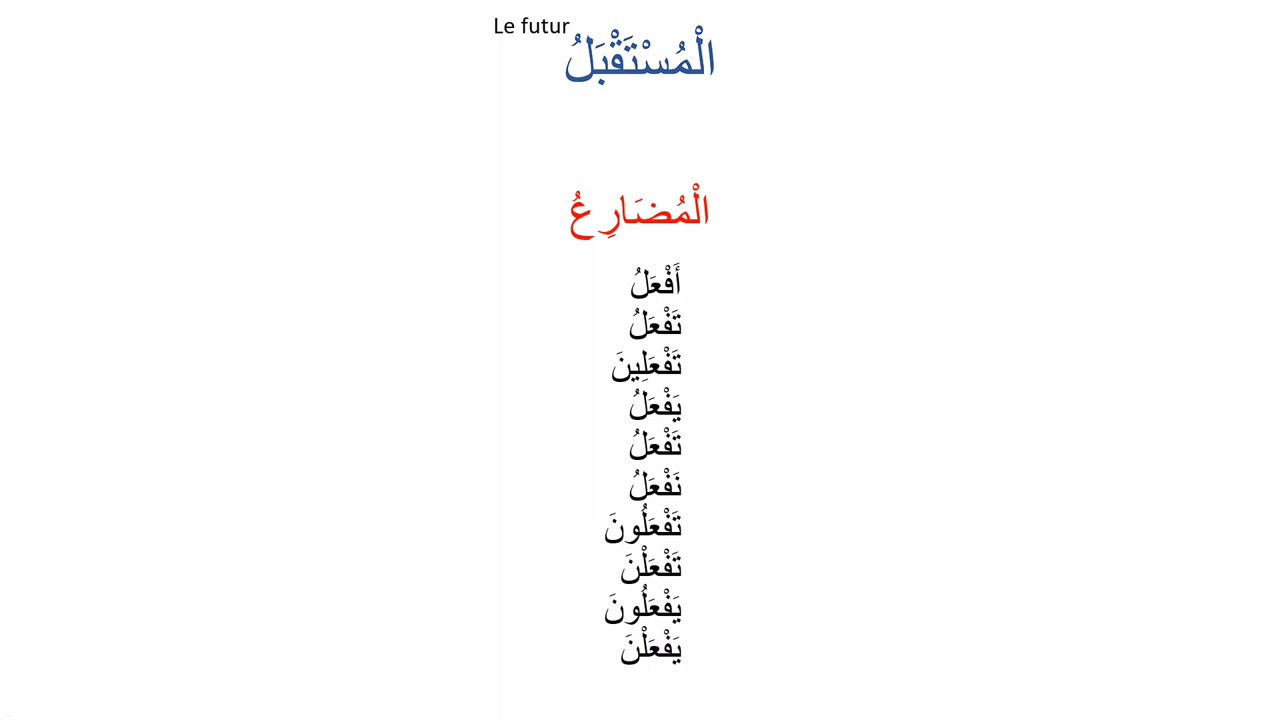 Le futur
الْمُسْتَقْبَلُ
الْمُضَارِعُ
أَفْعَلُ
تَفْعَلُ
تَفْعَلِينَ
يَفْعَلُ
تَفْعَلُ
نَفْعَلُ
تَفْعَلُونَ
تَفْعَلْنَ
يَفْعَلُونَ
يَفْعَلْنَ